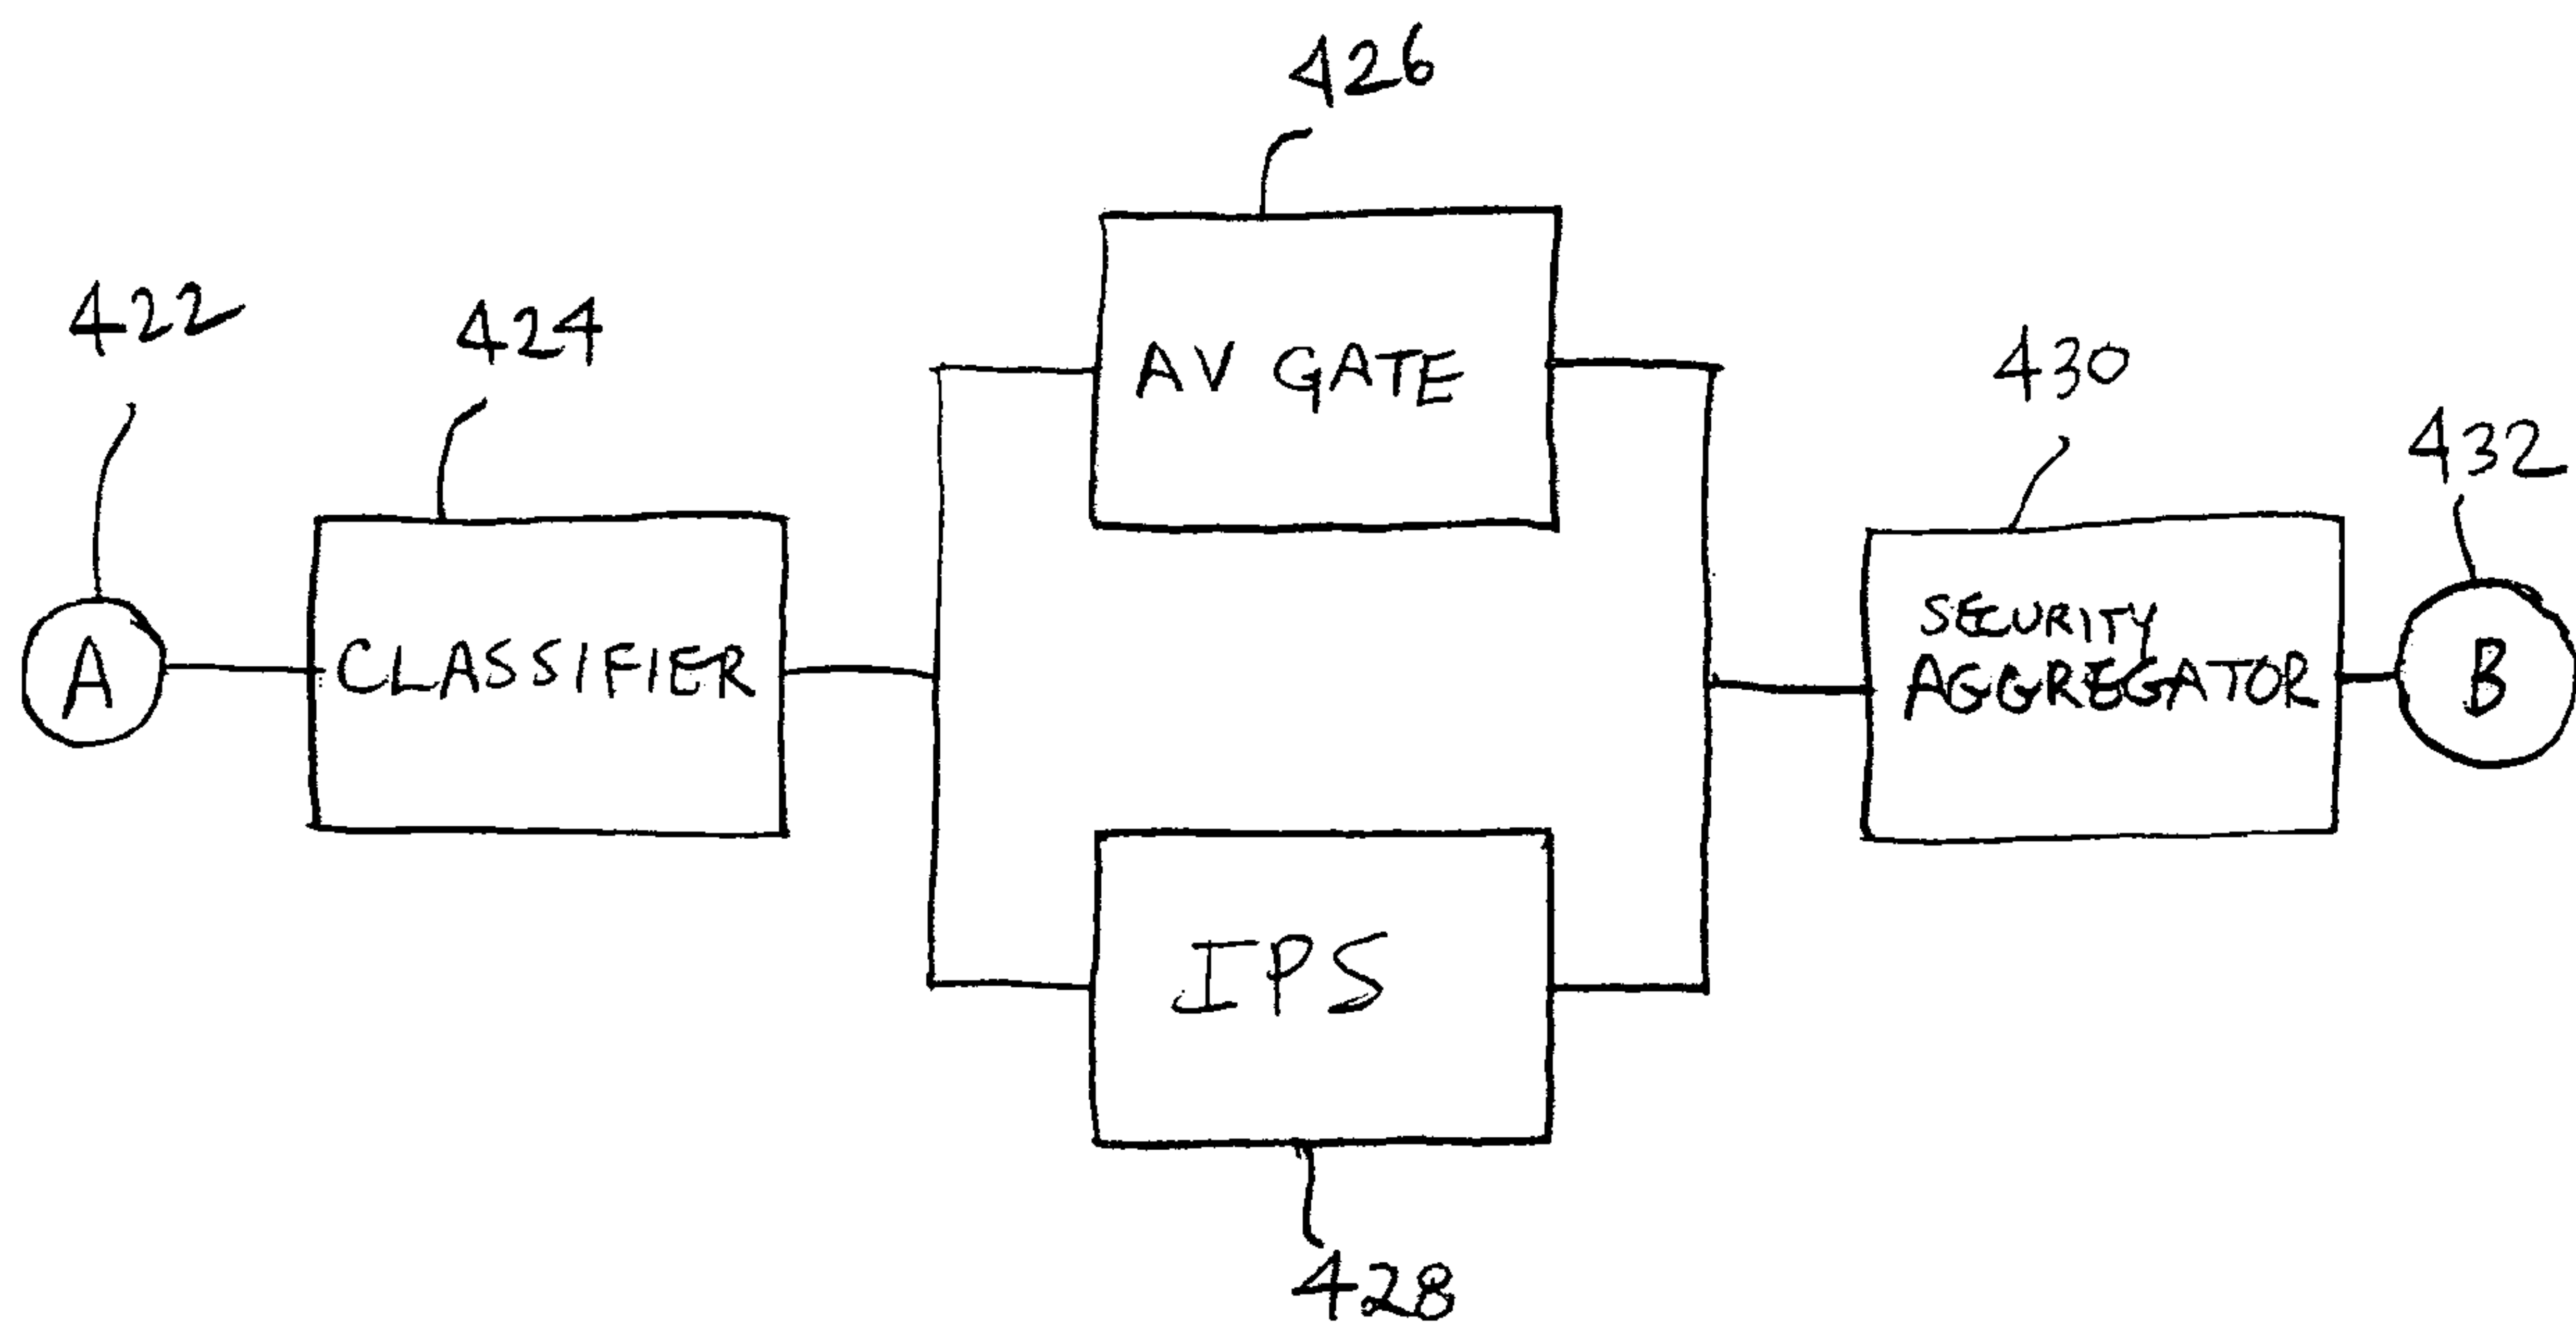 426
422
424
AV GATE
430
432
A
CLASSIFIER
SECURITY
AGGREGATOR
B
IPS
428